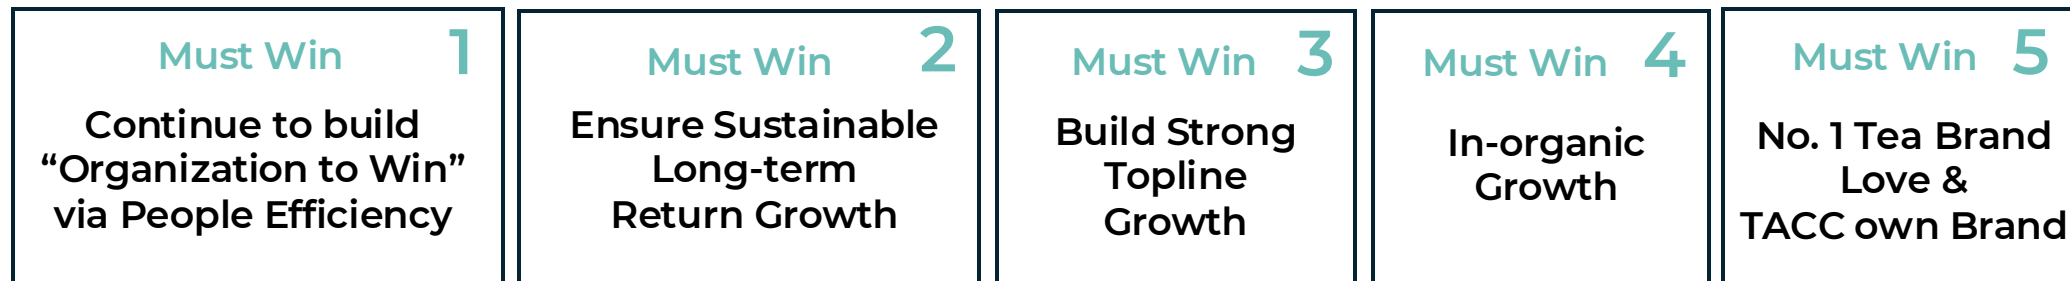 Must Win 1
Continue to build
“Organization to Win”
via People Efficiency
Must Win 2
Ensure Sustainable
Long-term
Return Growth
Must Win 3
Build Strong
Topline
Growth
Must Win 4
In-organic
Growth
Must Win 5
No. 1 Tea Brand
Love &
TACC own Brand